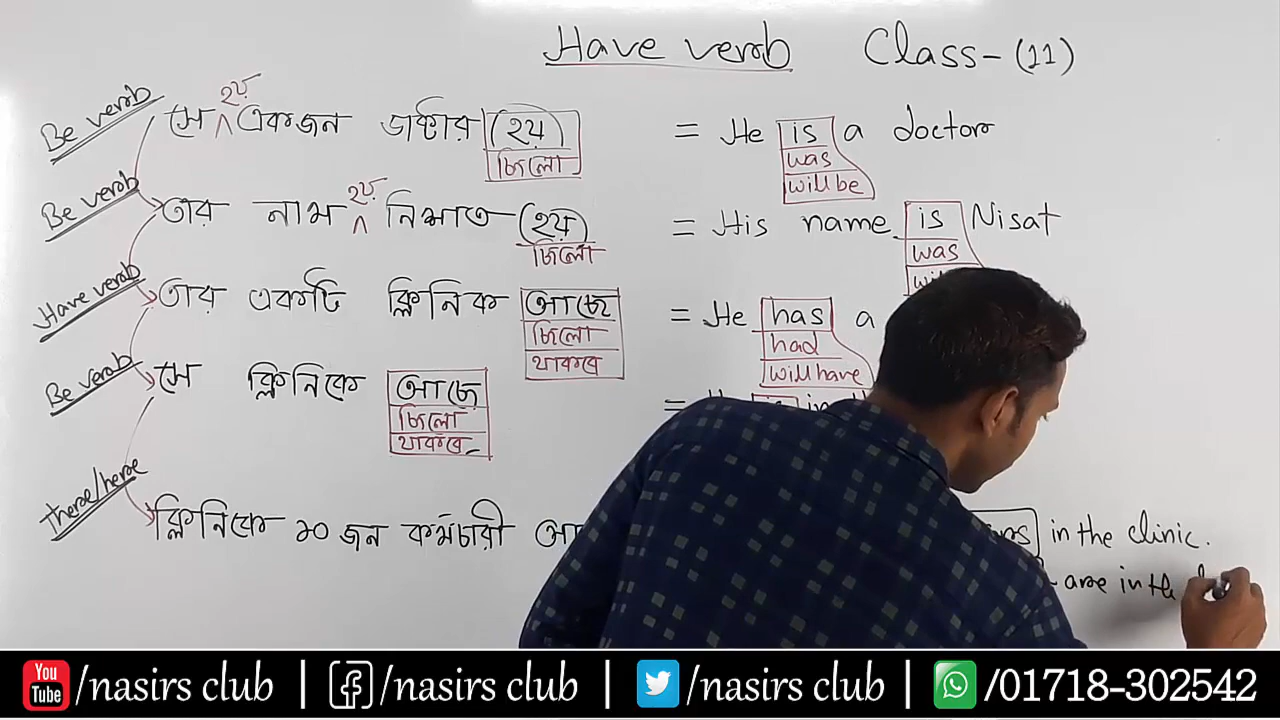 Have verb Class-(11)
Be verb সে হয় একজন ডাক্টার (হয়) = He is a doctor
ছিলো was
will be
Be verb তার নাম হয় নিশাত (হয়) = His name is Nisat
ছিলো was
Have verb তার একটি ক্লিনিক আছে = He has a
ছিলো had
থাকবে will have
Be verb সে ক্লিনিকে আছে =
ছিলো
থাকবে
there/here ক্লিনিকে ১০ জন কর্মচারী in the clinic.
are in the
You Tube /nasirs club | f /nasirs club | /nasirs club | /01718-302542